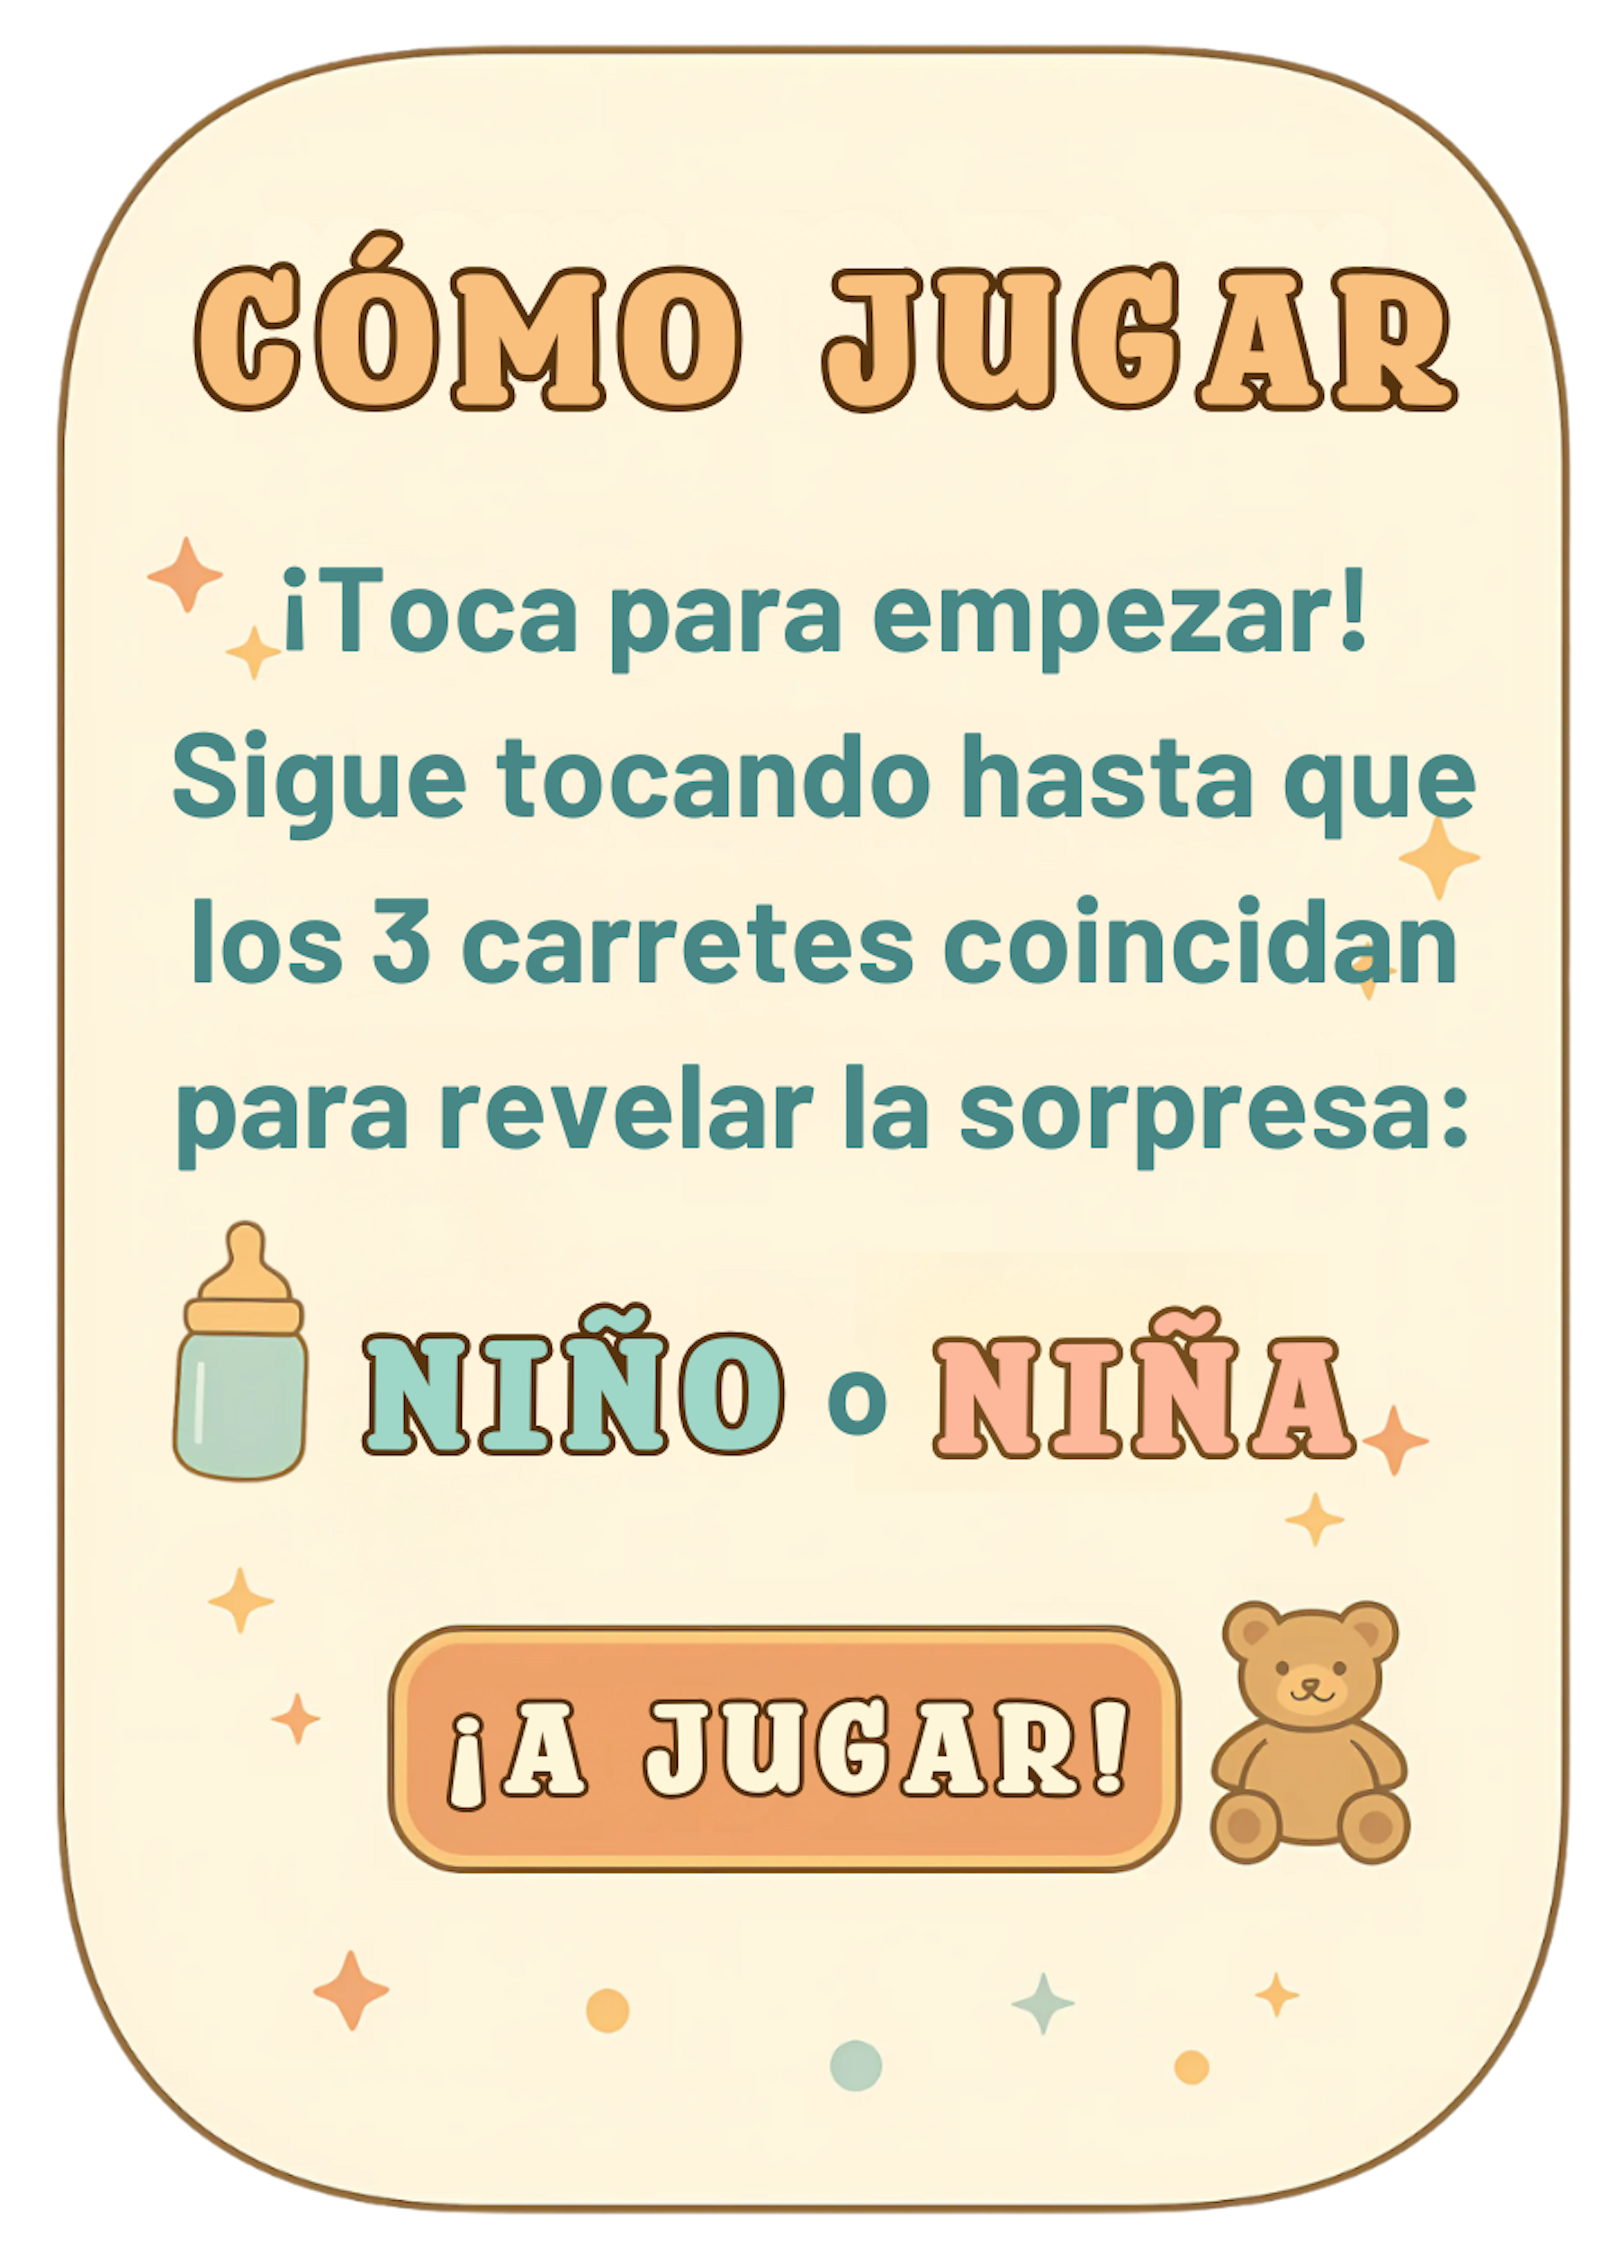 CÓMO JUGAR
¡Toca para empezar!
Sigue tocando hasta que
los 3 carretes coincidan
para revelar la sorpresa:
NIÑO o NIÑA
¡A JUGAR!